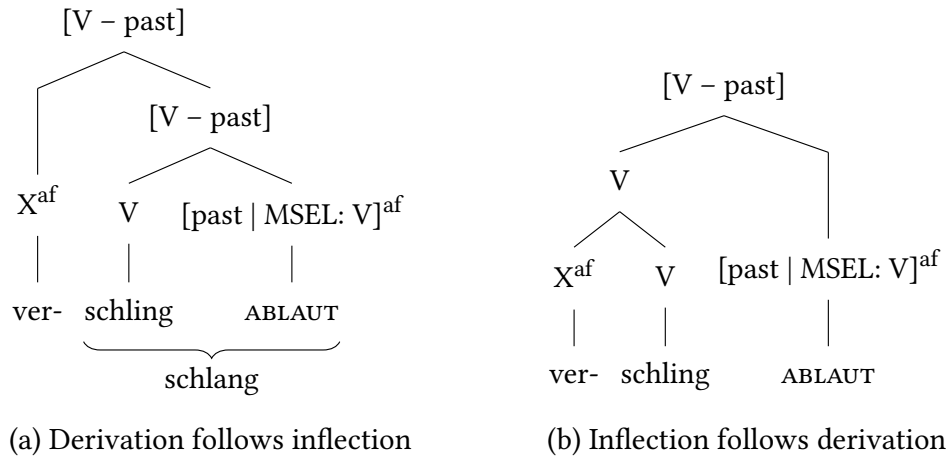 [V – past]
[V – past]
X^af V [past | MSEL: V]^af
ver- schling ABLAUT
schlang
(a) Derivation follows inflection
[V – past]
V
X^af V [past | MSEL: V]^af
ver- schling ABLAUT
(b) Inflection follows derivation